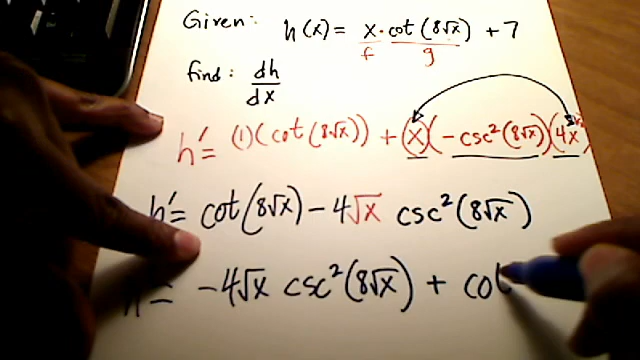 Given: h(x) = x · cot(8√x) + 7
f g
find: dh/dx
h' = (1)(cot(8√x)) + (x)(-csc²(8√x))(4x
h' = cot(8√x) - 4√x csc²(8√x)
h' = -4√x csc²(8√x) + cot